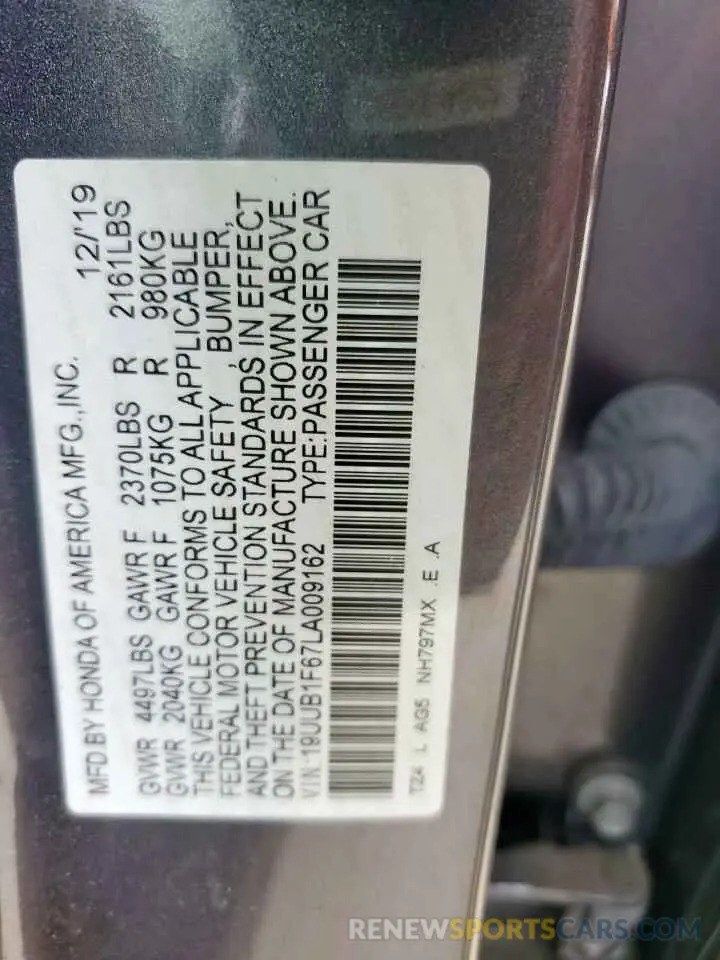 MFD.BY HONDA OF AMERICA MFG.,INC. 12/'19
GVWR 4497LBS GAWR F 2370LBS R 2161LBS
GVWR 2040KG GAWR F 1075KG R 980KG
THIS VEHICLE CONFORMS TO ALL APPLICABLE
FEDERAL MOTOR VEHICLE SAFETY , BUMPER,
AND THEFT PREVENTION STANDARDS IN EFFECT
ON THE DATE OF MANUFACTURE SHOWN ABOVE.
VIN:19UUB1F67LA009162 TYPE:PASSENGER CAR
TZ4 L AG5 NH797MX .E .A
RENEWSPORTSCARS.COM